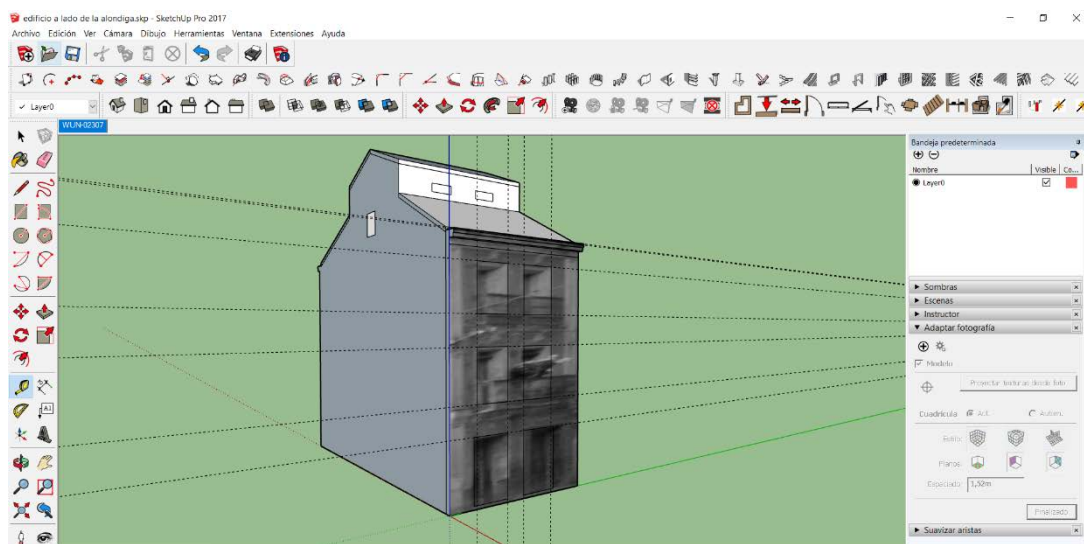 edificio a lado de la alondiga.skp - SketchUp Pro 2017
Archivo Edición Ver Cámara Dibujo Herramientas Ventana Extensiones Ayuda
Layer0
WUN-02307
Bandeja predeterminada
Nombre Visible Co...
Layer0
Sombras
Escenas
Instructor
Adaptar fotografía
Modelo
Proyectar texturas desde foto
Cuadrícula Act.
Estilo
Planos
Espaciado 1,52m
Finalizado
Suavizar aristas